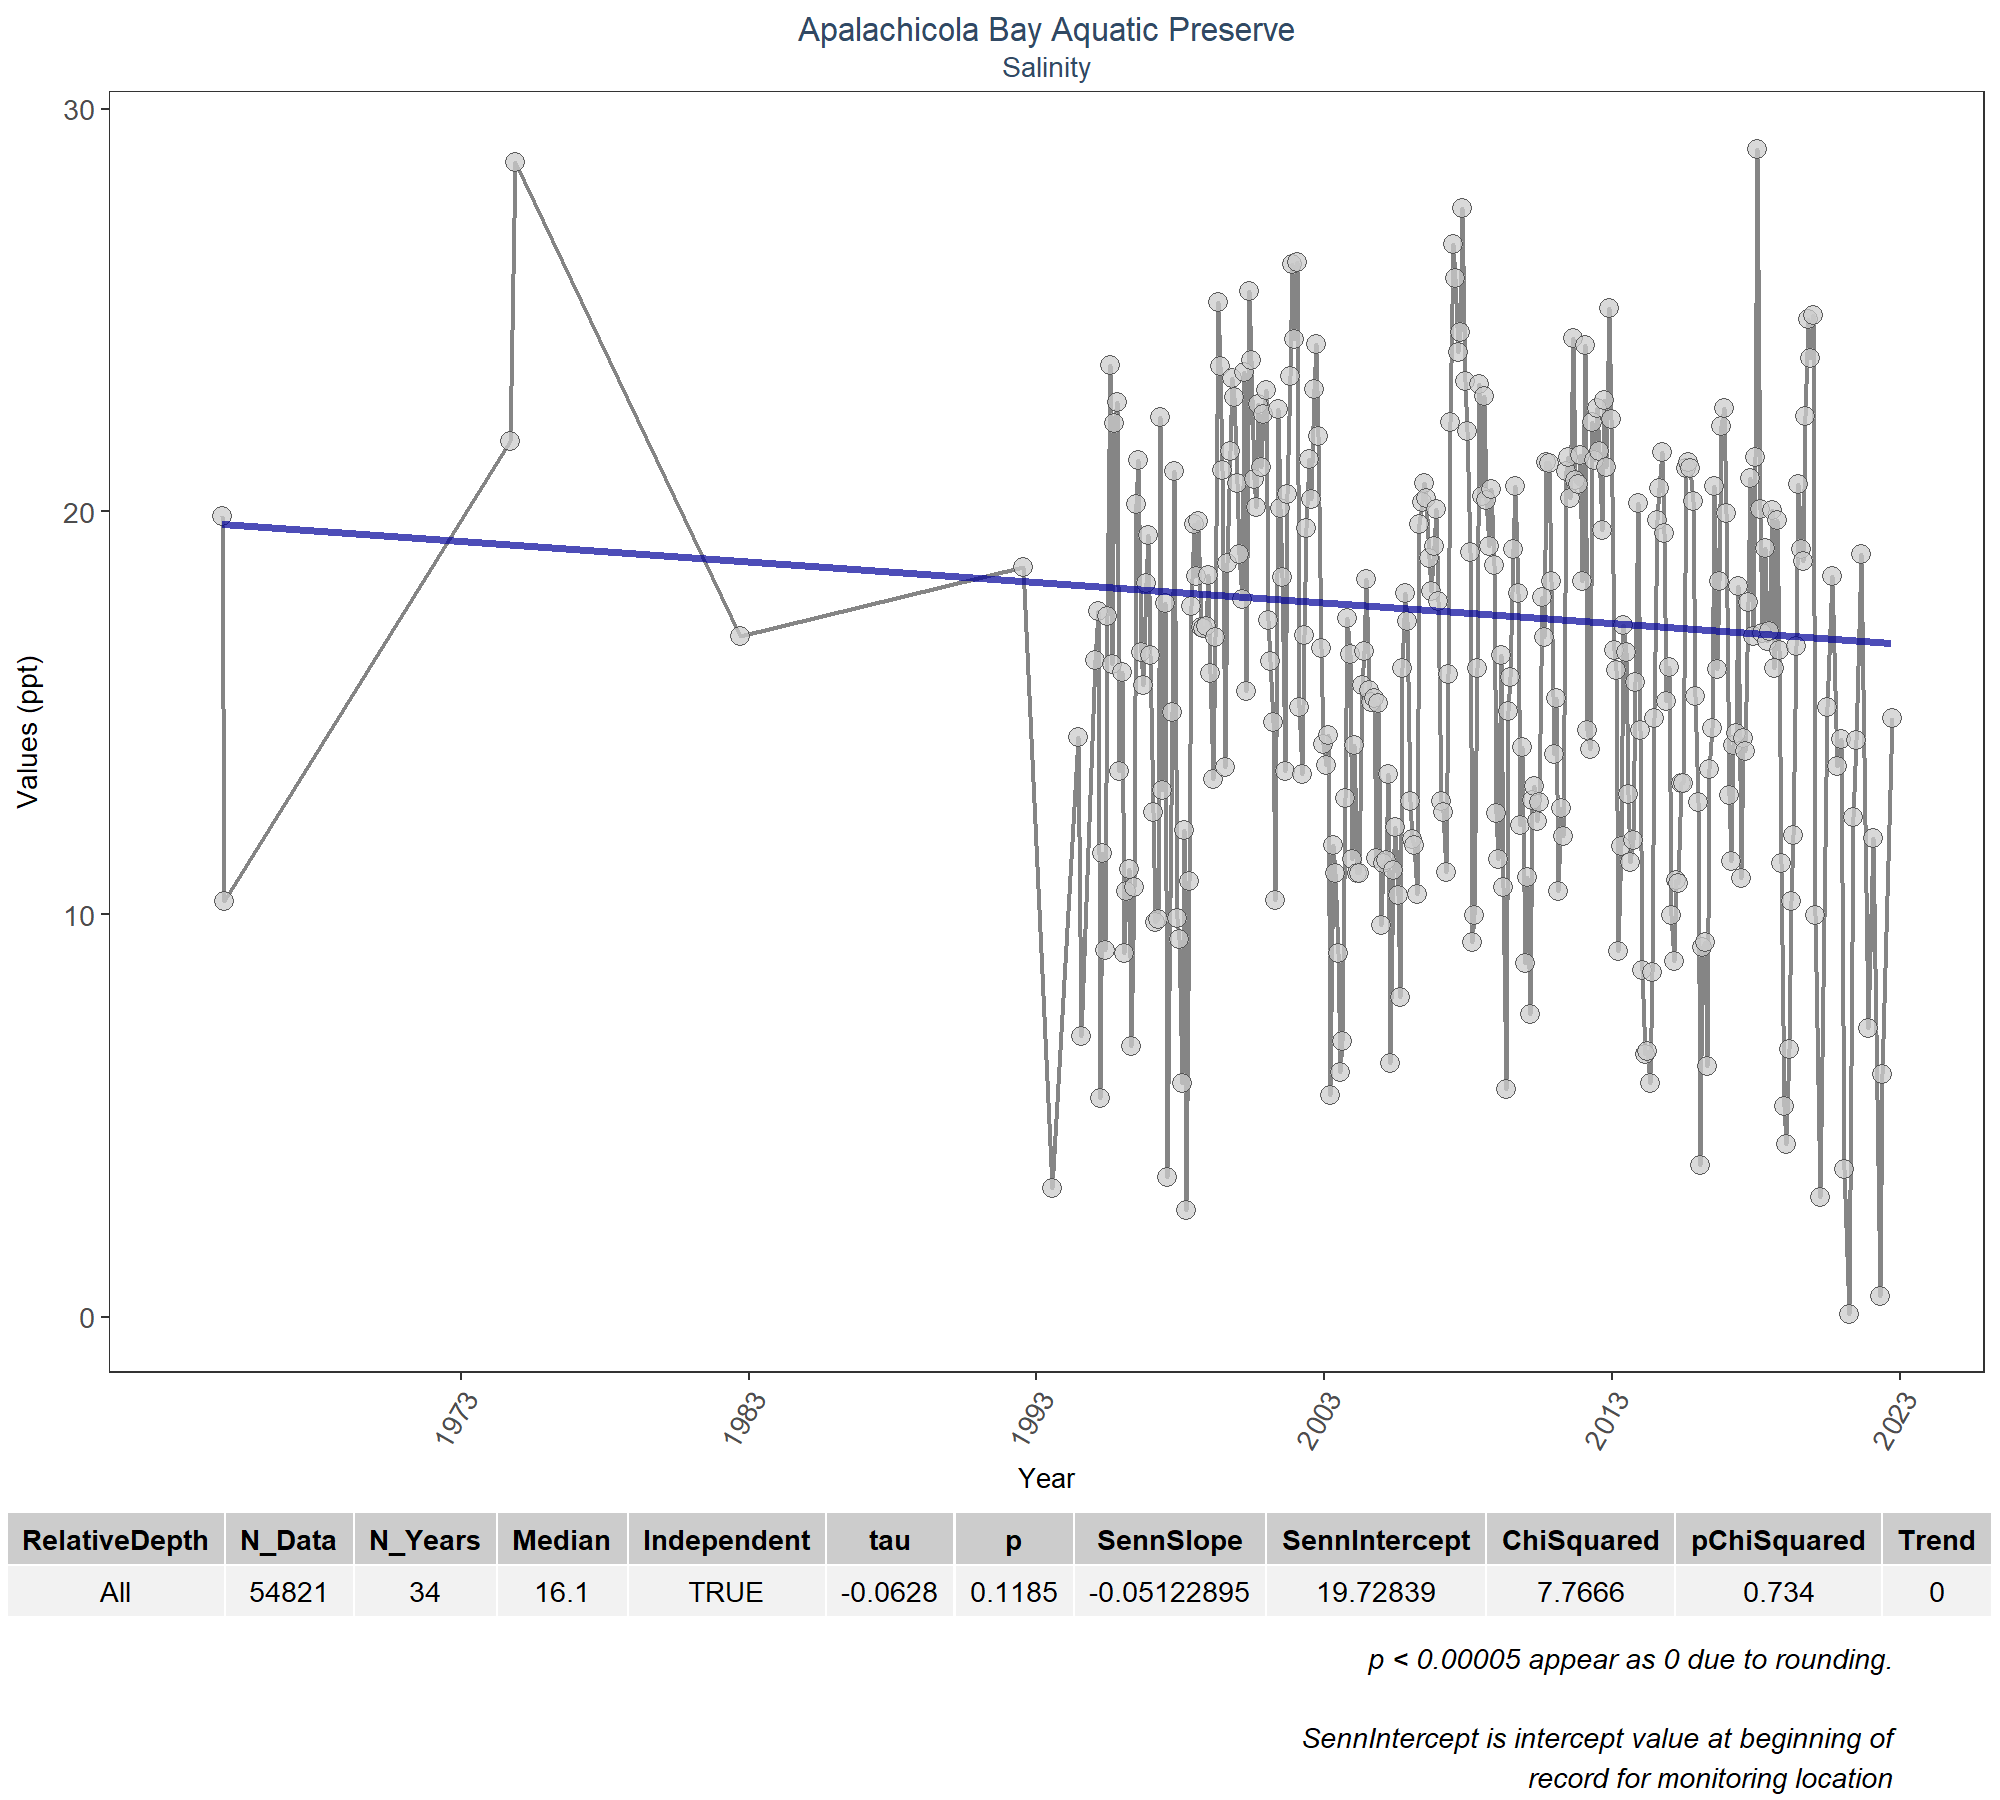 Apalachicola Bay Aquatic Preserve
Salinity
30
20
10
0
Values (ppt)
1973
1983
1993
2003
2013
2023
Year
RelativeDepth N_Data N_Years Median Independent tau p SennSlope SennIntercept ChiSquared pChiSquared Trend
All 54821 34 16.1 TRUE -0.0628 0.1185 -0.05122895 19.72839 7.7666 0.734 0
p < 0.00005 appear as 0 due to rounding.
SennIntercept is intercept value at beginning of
record for monitoring location